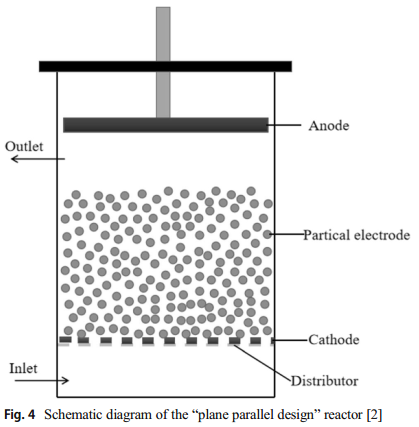 Anode
Outlet
Partical electrode
Cathode
Inlet
Distributor
Fig. 4 Schematic diagram of the “plane parallel design” reactor [2]